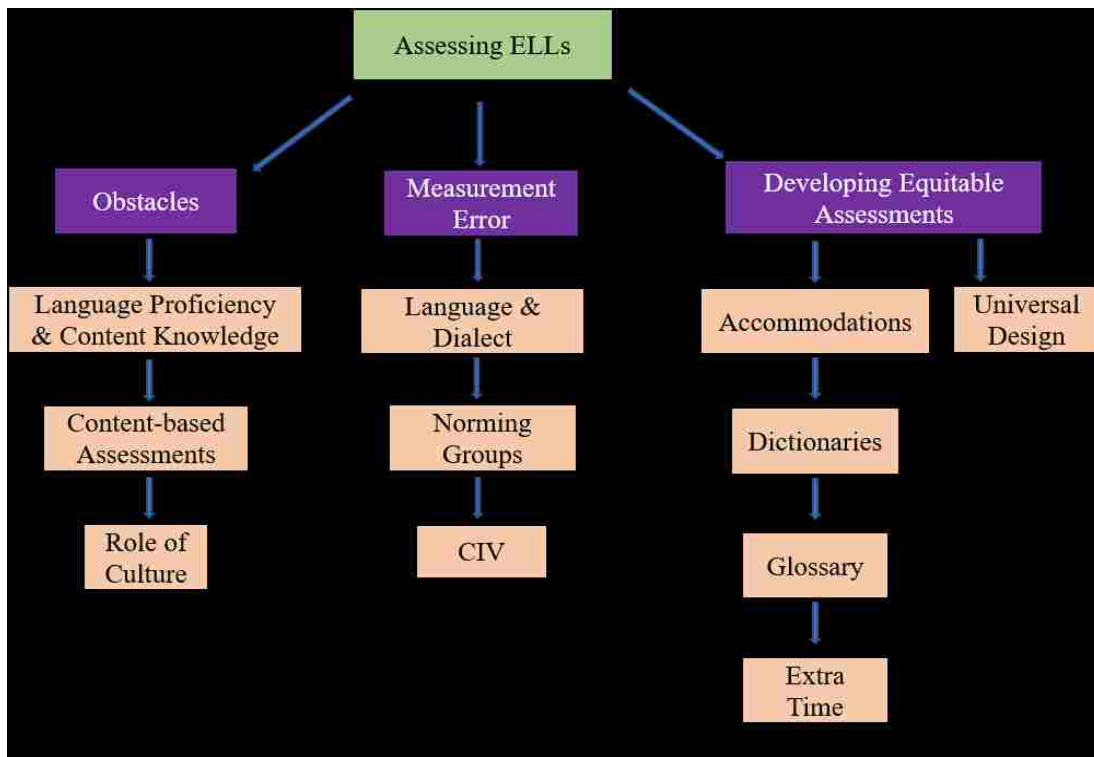 Assessing ELLs
Obstacles
Measurement
Error
Developing Equitable
Assessments
Language Proficiency
& Content Knowledge
Language &
Dialect
Accommodations
Universal
Design
Content-based
Assessments
Norming
Groups
Dictionaries
Role of
Culture
CIV
Glossary
Extra
Time